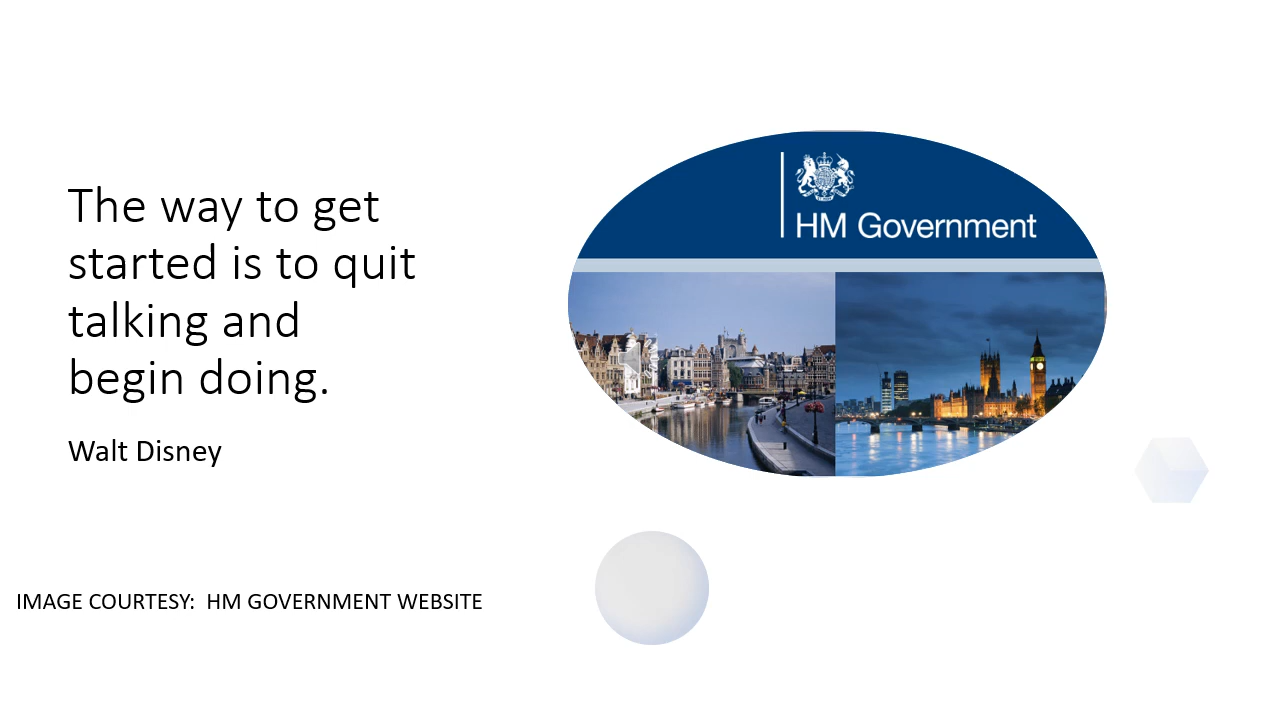 The way to get
started is to quit
talking and
begin doing.
Walt Disney
HM Government
IMAGE COURTESY:  HM GOVERNMENT WEBSITE